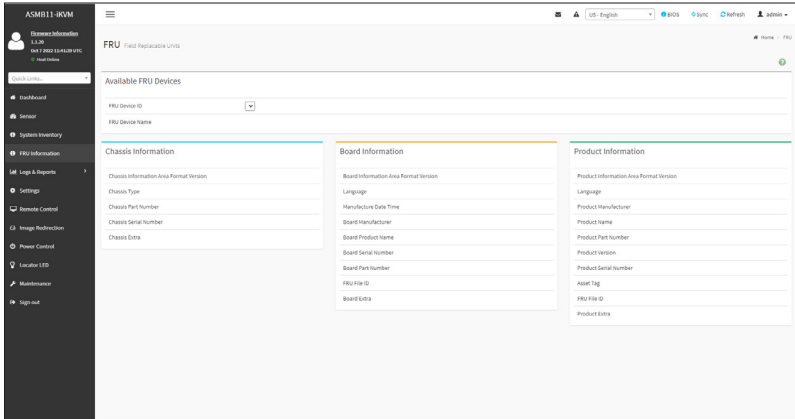 ASMB11-iKVM
Firmware Information
1.1.20
Oct 7 2022 11:41:20 UTC
Host Online
Quick Links...
Dashboard
Sensor
System Inventory
FRU Information
Logs & Reports
Settings
Remote Control
Image Redirection
Power Control
Locator LED
Maintenance
Sign out
US - English
BIOS
Sync
Refresh
admin
FRU Field Replaceable Units
Home > FRU
Available FRU Devices
FRU Device ID
FRU Device Name
Chassis Information
Chassis Information Area Format Version
Chassis Type
Chassis Part Number
Chassis Serial Number
Chassis Extra
Board Information
Board Information Area Format Version
Language
Manufacture Date Time
Board Manufacturer
Board Product Name
Board Serial Number
Board Part Number
FRU File ID
Board Extra
Product Information
Product Information Area Format Version
Language
Product Manufacturer
Product Name
Product Part Number
Product Version
Product Serial Number
Asset Tag
FRU File ID
Product Extra